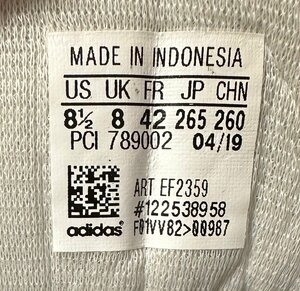 MADE IN INDONESIA
US UK FR JP CHN
8½ 8 42 265 260
PCI 789002 04/19
ART EF2359
#122538958
adidas F01VV82>00987